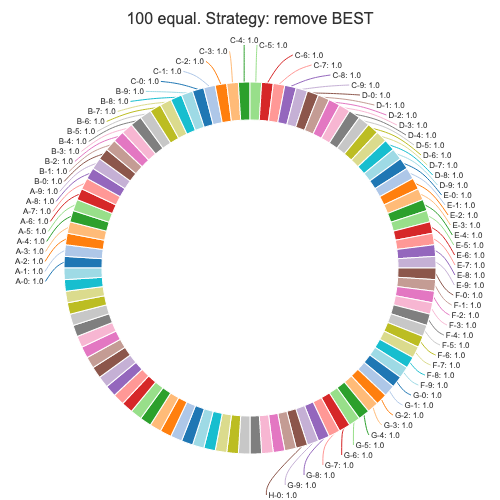 100 equal. Strategy: remove BEST
A-0: 1.0
A-1: 1.0
A-2: 1.0
A-3: 1.0
A-4: 1.0
A-5: 1.0
A-6: 1.0
A-7: 1.0
A-8: 1.0
A-9: 1.0
B-0: 1.0
B-1: 1.0
B-2: 1.0
B-3: 1.0
B-4: 1.0
B-5: 1.0
B-6: 1.0
B-7: 1.0
B-8: 1.0
B-9: 1.0
C-0: 1.0
C-1: 1.0
C-2: 1.0
C-3: 1.0
C-4: 1.0
C-5: 1.0
C-6: 1.0
C-7: 1.0
C-8: 1.0
C-9: 1.0
D-0: 1.0
D-1: 1.0
D-2: 1.0
D-3: 1.0
D-4: 1.0
D-5: 1.0
D-6: 1.0
D-7: 1.0
D-8: 1.0
D-9: 1.0
E-0: 1.0
E-1: 1.0
E-2: 1.0
E-3: 1.0
E-4: 1.0
E-5: 1.0
E-6: 1.0
E-7: 1.0
E-8: 1.0
E-9: 1.0
F-0: 1.0
F-1: 1.0
F-2: 1.0
F-3: 1.0
F-4: 1.0
F-5: 1.0
F-6: 1.0
F-7: 1.0
F-8: 1.0
F-9: 1.0
G-0: 1.0
G-1: 1.0
G-2: 1.0
G-3: 1.0
G-4: 1.0
G-5: 1.0
G-6: 1.0
G-7: 1.0
G-8: 1.0
G-9: 1.0
H-0: 1.0